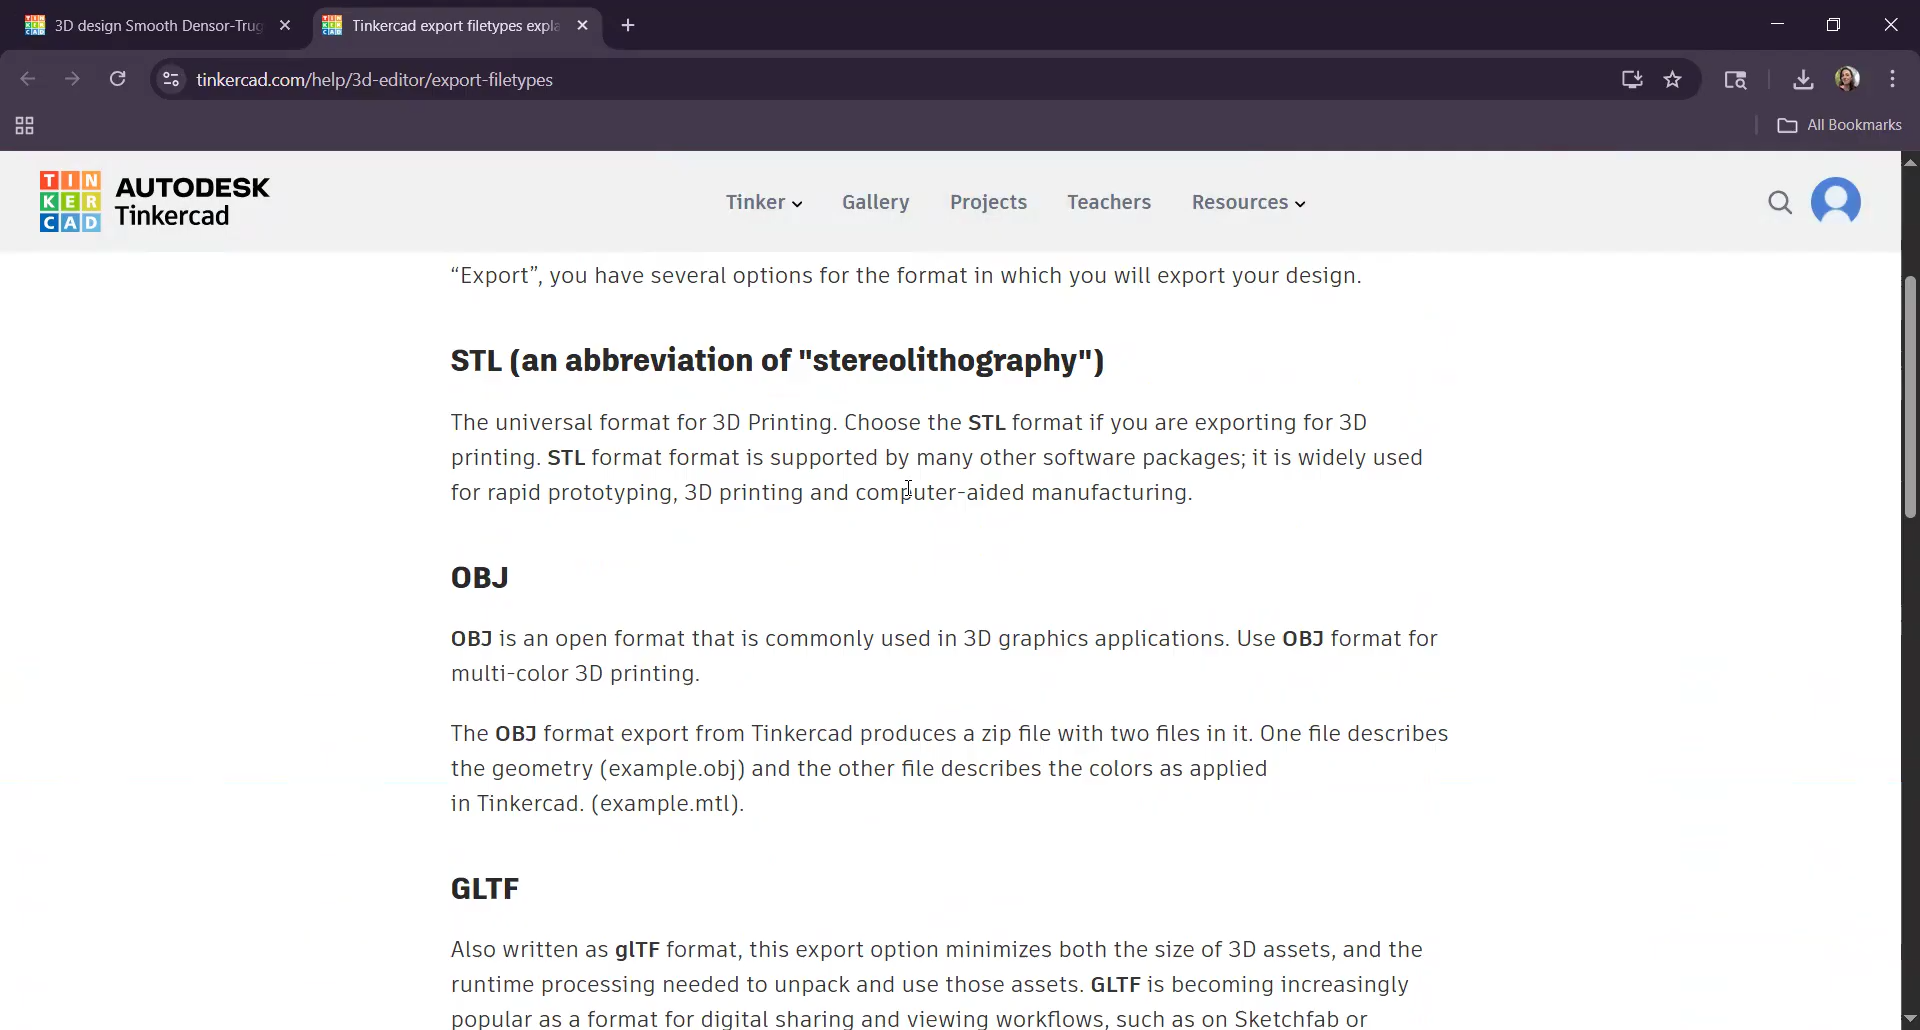 3D design Smooth Densor-Trug
Tinkercad export filetypes expla
tinkercad.com/help/3d-editor/export-filetypes
All Bookmarks
TIN
KER
CAD
AUTODESK
Tinkercad
Tinker
Gallery
Projects
Teachers
Resources
“Export”, you have several options for the format in which you will export your design.
STL (an abbreviation of "stereolithography")
The universal format for 3D Printing. Choose the STL format if you are exporting for 3D
printing. STL format format is supported by many other software packages; it is widely used
for rapid prototyping, 3D printing and computer-aided manufacturing.
OBJ
OBJ is an open format that is commonly used in 3D graphics applications. Use OBJ format for
multi-color 3D printing.
The OBJ format export from Tinkercad produces a zip file with two files in it. One file describes
the geometry (example.obj) and the other file describes the colors as applied
in Tinkercad. (example.mtl).
GLTF
Also written as glTF format, this export option minimizes both the size of 3D assets, and the
runtime processing needed to unpack and use those assets. GLTF is becoming increasingly
popular as a format for digital sharing and viewing workflows, such as on Sketchfab or